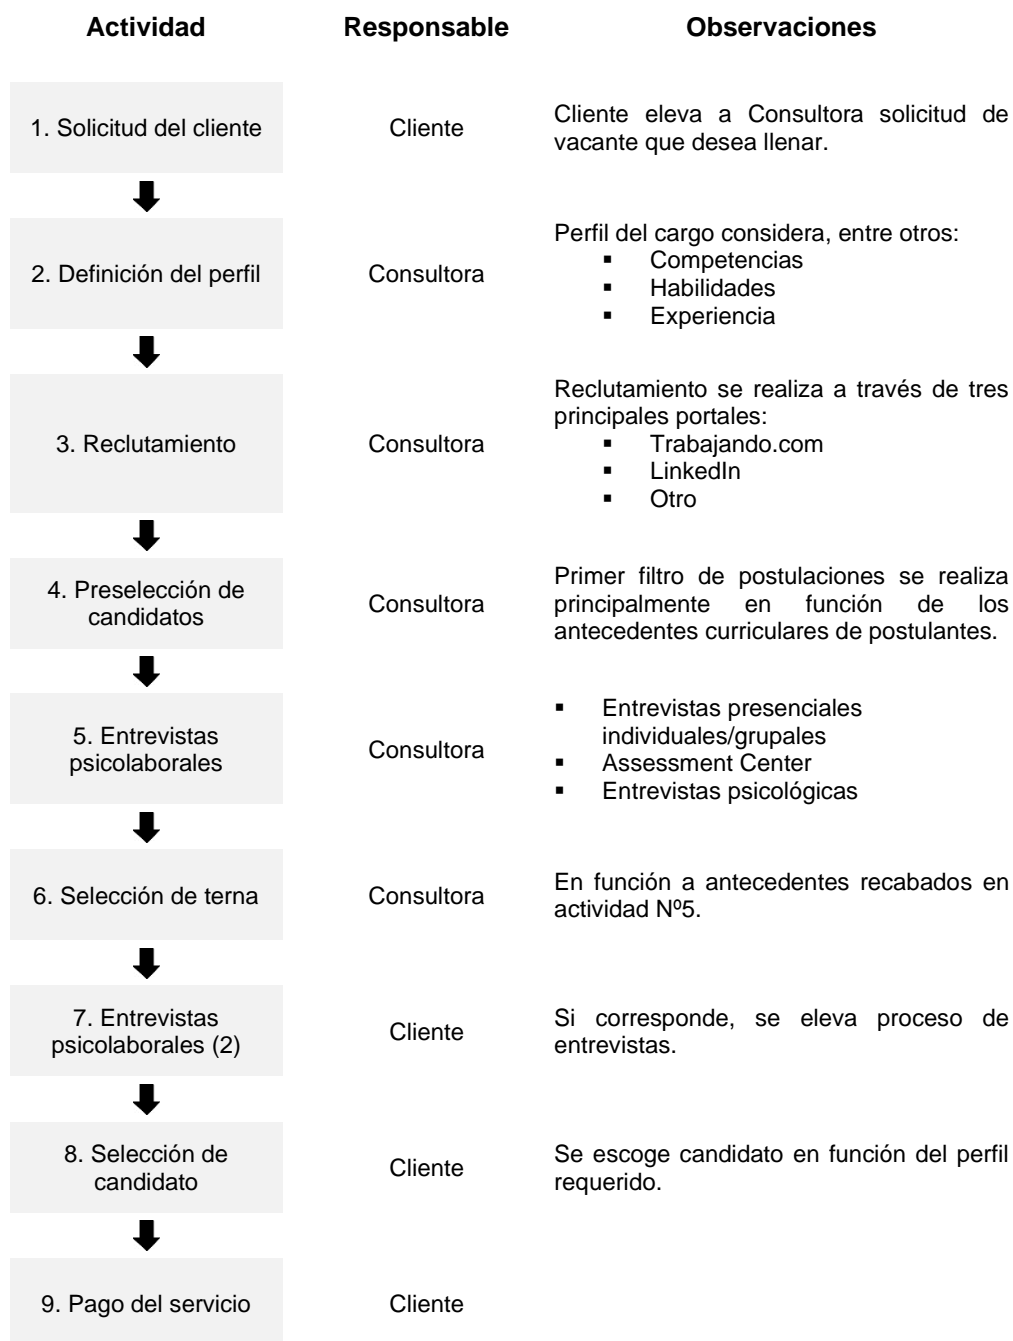 Actividad Responsable Observaciones
1. Solicitud del cliente Cliente Cliente eleva a Consultora solicitud de
vacante que desea llenar.
2. Definición del perfil Consultora Perfil del cargo considera, entre otros:
▪ Competencias
▪ Habilidades
▪ Experiencia
3. Reclutamiento Consultora Reclutamiento se realiza a través de tres
principales portales:
▪ Trabajando.com
▪ LinkedIn
▪ Otro
4. Preselección de
candidatos
Consultora
Primer filtro de postulaciones se realiza
principalmente en función de los
antecedentes curriculares de postulantes.
5. Entrevistas
psicolaborales
Consultora
▪ Entrevistas presenciales
individuales/grupales
▪ Assessment Center
▪ Entrevistas psicológicas
6. Selección de terna Consultora En función a antecedentes recabados en
actividad Nº5.
7. Entrevistas
psicolaborales (2)
Cliente
Si corresponde, se eleva proceso de
entrevistas.
8. Selección de
candidato
Cliente
Se escoge candidato en función del perfil
requerido.
9. Pago del servicio Cliente